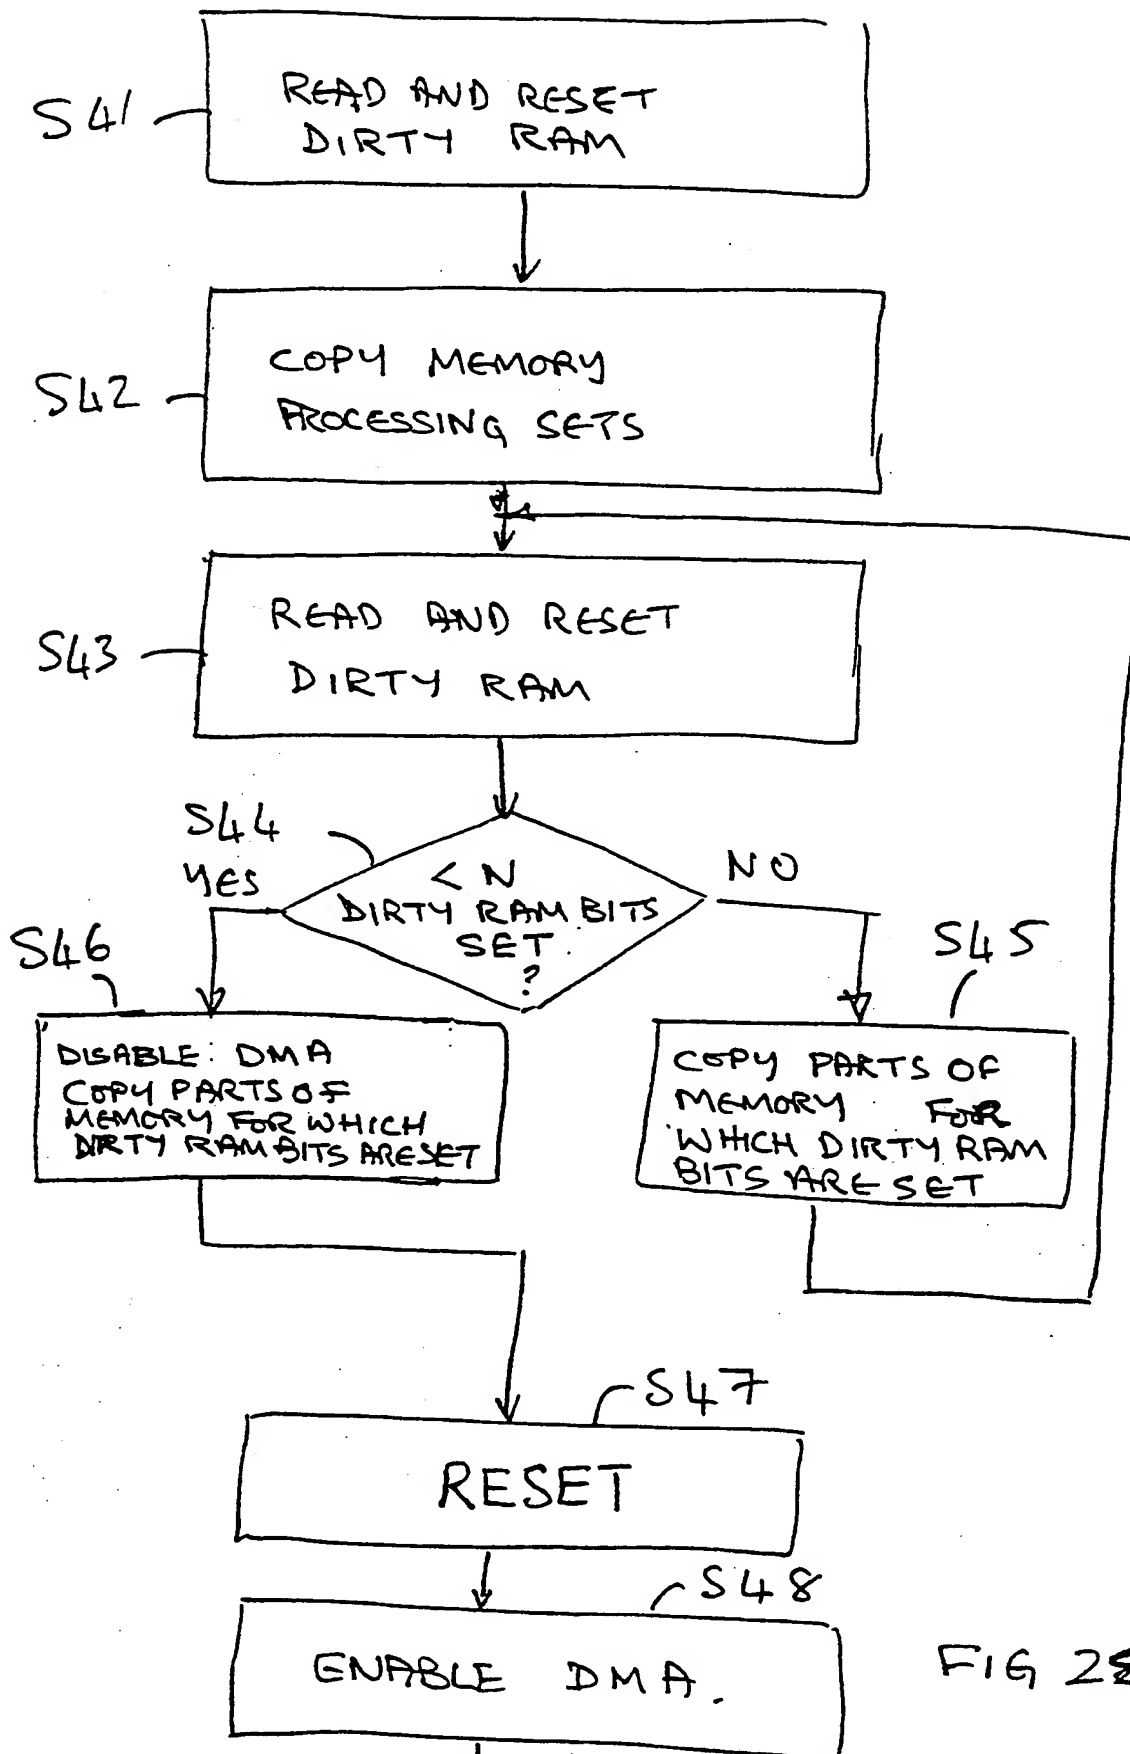 S41
READ AND RESET
DIRTY RAM
S42
COPY MEMORY
PROCESSING SETS
S43
READ AND RESET
DIRTY RAM
S44
YES
< N
DIRTY RAM BITS
SET
?
NO
S46
DISABLE: DMA
COPY PARTS OF
MEMORY FOR WHICH
DIRTY RAM BITS ARE SET
S45
COPY PARTS OF
MEMORY FOR
WHICH DIRTY RAM
BITS ARE SET
S47
RESET
S48
ENABLE DMA.
FIG